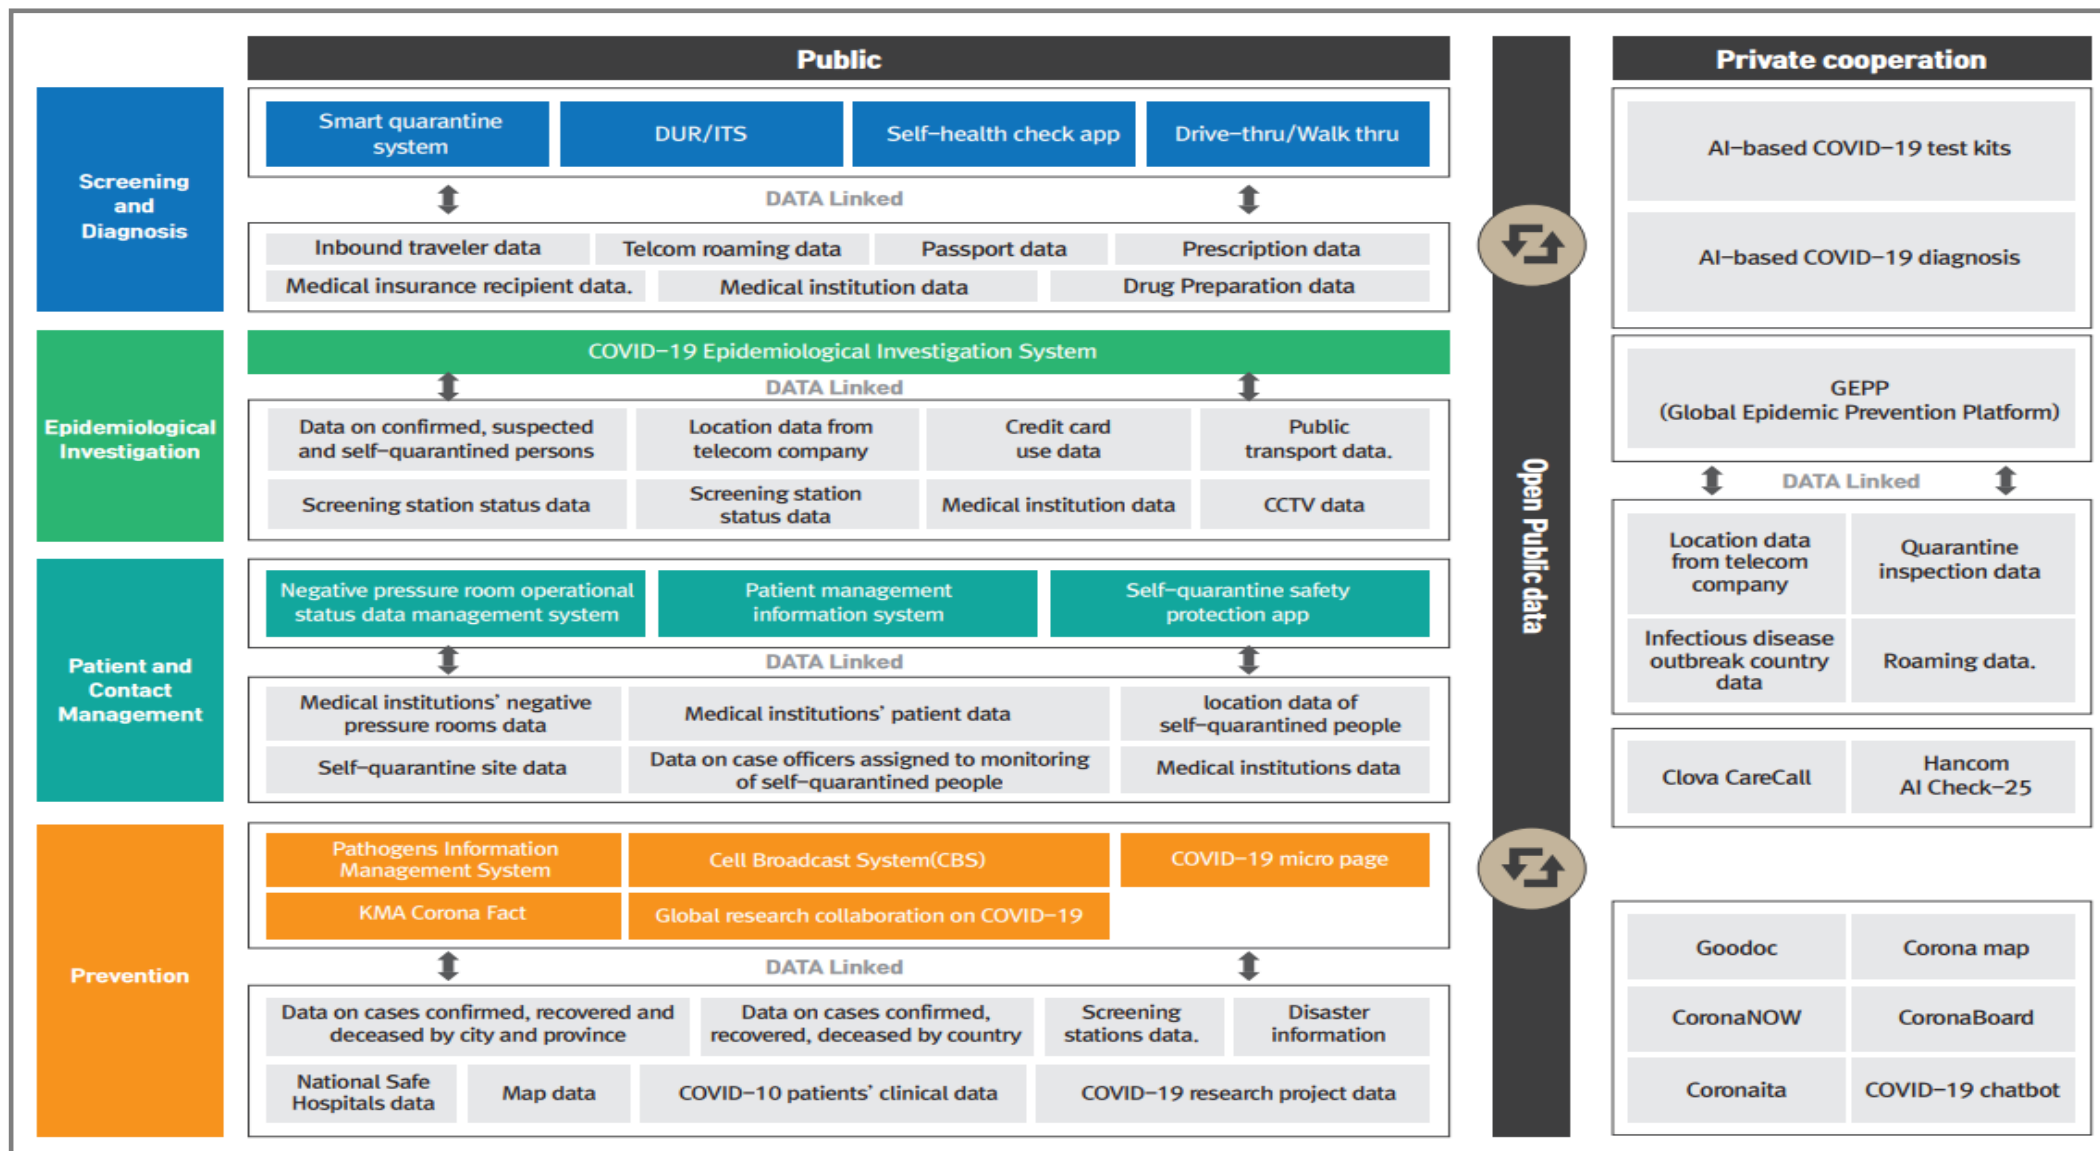 Public
Private cooperation
Screening
and
Diagnosis
Smart quarantine
system
DUR/ITS
Self-health check app
Drive-thru/Walk thru
DATA Linked
Inbound traveler data
Telcom roaming data
Passport data
Prescription data
Medical insurance recipient data.
Medical institution data
Drug Preparation data
AI-based COVID-19 test kits
AI-based COVID-19 diagnosis
Epidemiological
Investigation
COVID-19 Epidemiological Investigation System
DATA Linked
Data on confirmed, suspected
and self-quarantined persons
Location data from
telecom company
Credit card
use data
Public
transport data.
Screening station status data
Screening station
status data
Medical institution data
CCTV data
GEPP
(Global Epidemic Prevention Platform)
DATA Linked
Location data
from telecom
company
Quarantine
inspection data
Infectious disease
outbreak country
data
Roaming data.
Open Public data
Patient and
Contact
Management
Negative pressure room operational
status data management system
Patient management
information system
Self-quarantine safety
protection app
DATA Linked
Medical institutions' negative
pressure rooms data
Medical institutions' patient data
location data of
self-quarantined people
Self-quarantine site data
Data on case officers assigned to monitoring
of self-quarantined people
Medical institutions data
Clova CareCall
Hancom
AI Check-25
Prevention
Pathogens Information
Management System
Cell Broadcast System(CBS)
COVID-19 micro page
KMA Corona Fact
Global research collaboration on COVID-19
DATA Linked
Data on cases confirmed, recovered and
deceased by city and province
Data on cases confirmed,
recovered, deceased by country
Screening
stations data.
Disaster
information
National Safe
Hospitals data
Map data
COVID-10 patients' clinical data
COVID-19 research project data
Goodoc
Corona map
CoronaNOW
CoronaBoard
Coronaita
COVID-19 chatbot